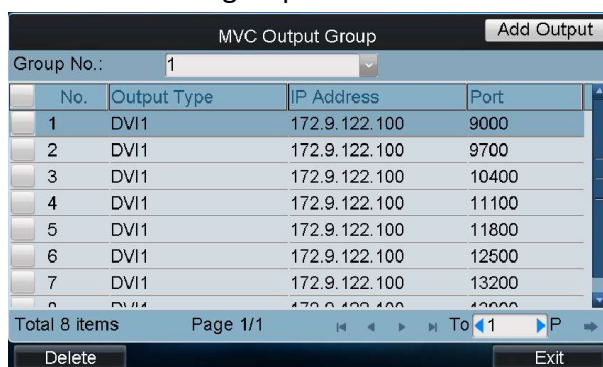 MVC Output Group Add Output
Group No.: 1
No. Output Type IP Address Port
1 DVI1 172.9.122.100 9000
2 DVI1 172.9.122.100 9700
3 DVI1 172.9.122.100 10400
4 DVI1 172.9.122.100 11100
5 DVI1 172.9.122.100 11800
6 DVI1 172.9.122.100 12500
7 DVI1 172.9.122.100 13200
Total 8 items Page 1/1 To 1 P
Delete Exit